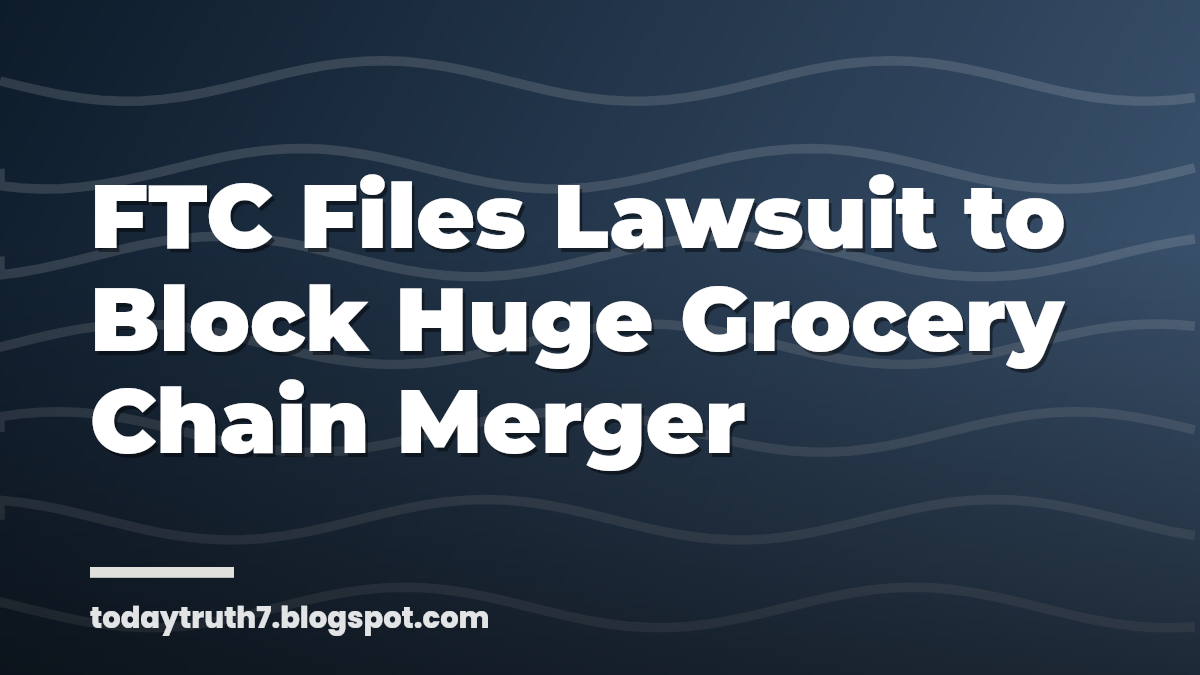 FTC Files Lawsuit to
Block Huge Grocery
Chain Merger
todaytruth7.blogspot.com